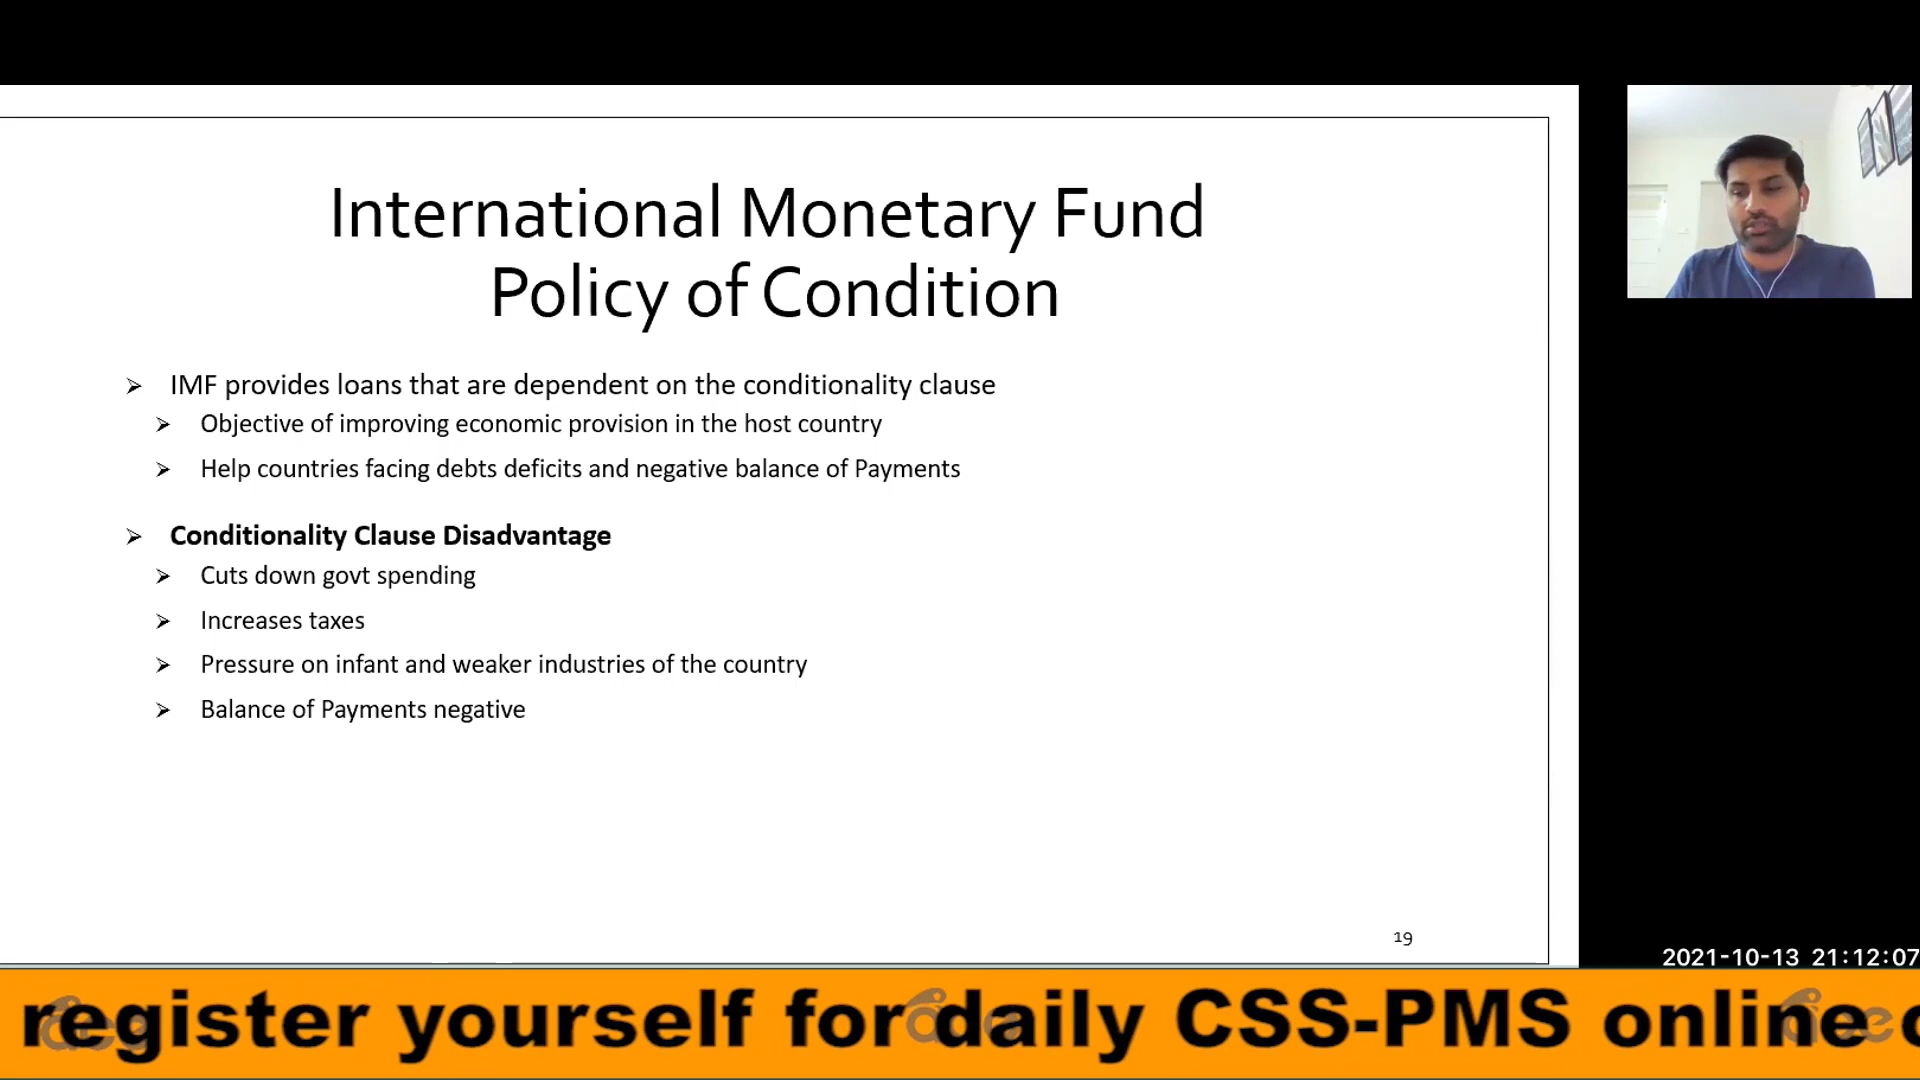 International Monetary Fund
Policy of Condition
IMF provides loans that are dependent on the conditionality clause
Objective of improving economic provision in the host country
Help countries facing debts deficits and negative balance of Payments
Conditionality Clause Disadvantage
Cuts down govt spending
Increases taxes
Pressure on infant and weaker industries of the country
Balance of Payments negative
19
2021-10-13 21:12:07
register yourself for daily CSS-PMS online